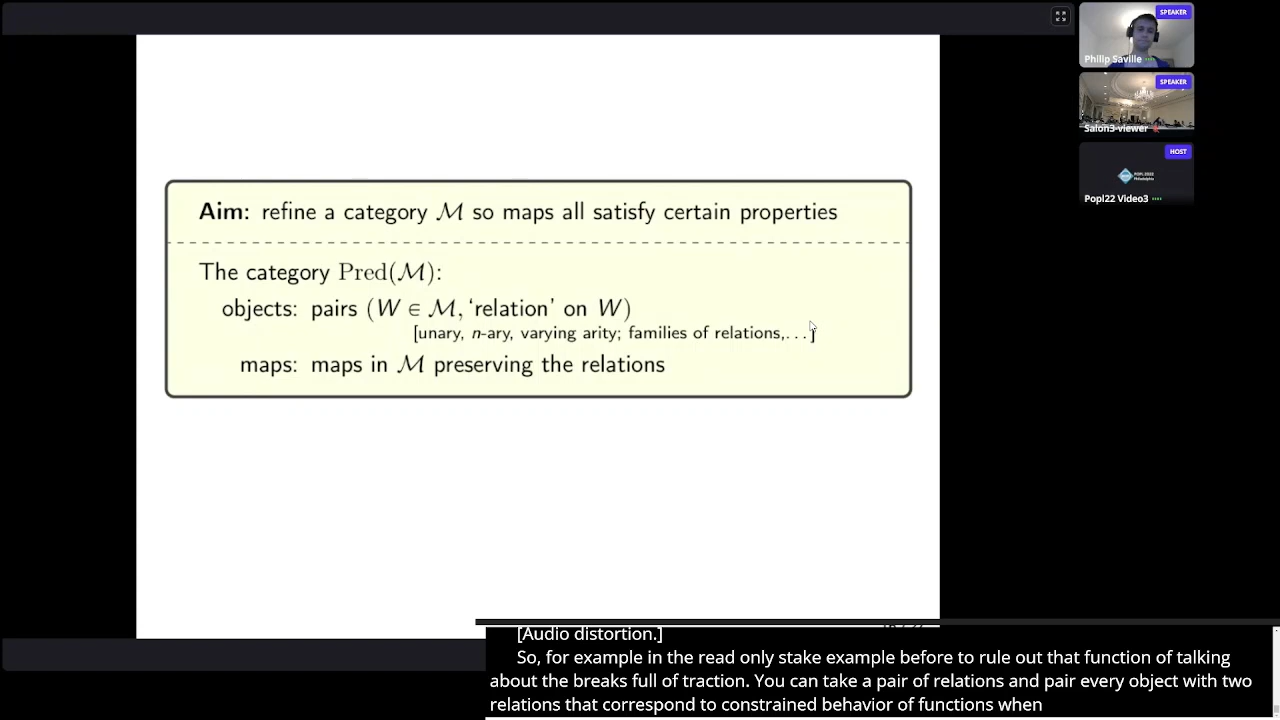 Aim: refine a category ℳ so maps all satisfy certain properties
The category Pred(ℳ):
objects: pairs (W ∈ ℳ, 'relation' on W)
[unary, n-ary, varying arity; families of relations,...]
maps: maps in ℳ preserving the relations
SPEAKER
Philip Saville
SPEAKER
Salon3-viewer
HOST
POPL 2022
Philadelphia
Popl22 Video3
[Audio distortion.]
So, for example in the read only stake example before to rule out that function of talking
about the breaks full of traction. You can take a pair of relations and pair every object with two
relations that correspond to constrained behavior of functions when